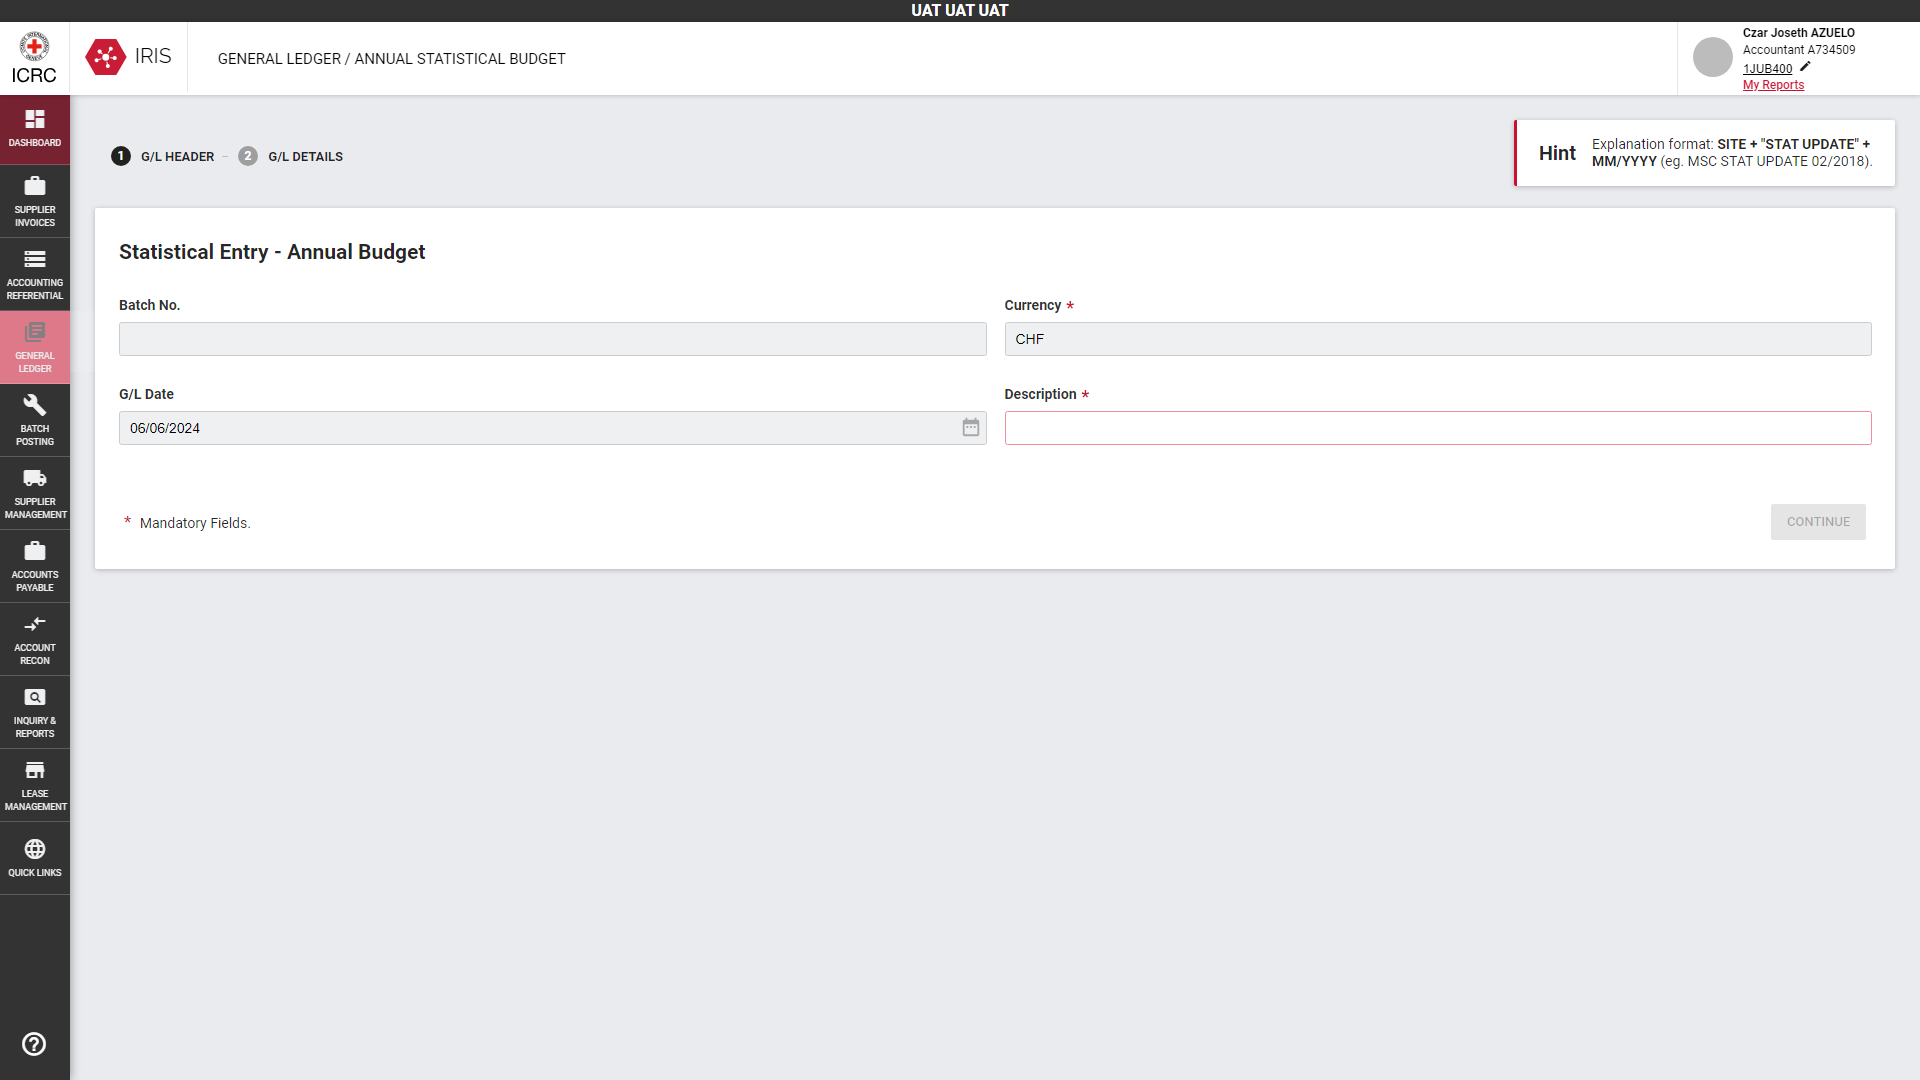 UAT UAT UAT
ICRC
IRIS
GENERAL LEDGER / ANNUAL STATISTICAL BUDGET
Czar Joseth AZUELO
Accountant A734509
1JUB400
My Reports
DASHBOARD
SUPPLIER
INVOICES
ACCOUNTING
REFERENTIAL
GENERAL
LEDGER
BATCH
POSTING
SUPPLIER
MANAGEMENT
ACCOUNTS
PAYABLE
ACCOUNT
RECON
INQUIRY &
REPORTS
LEASE
MANAGEMENT
QUICK LINKS
1 G/L HEADER – 2 G/L DETAILS
Hint
Explanation format: SITE + "STAT UPDATE" +
MM/YYYY (eg. MSC STAT UPDATE 02/2018).
Statistical Entry - Annual Budget
Batch No.
Currency *
CHF
G/L Date
06/06/2024
Description *
* Mandatory Fields.
CONTINUE